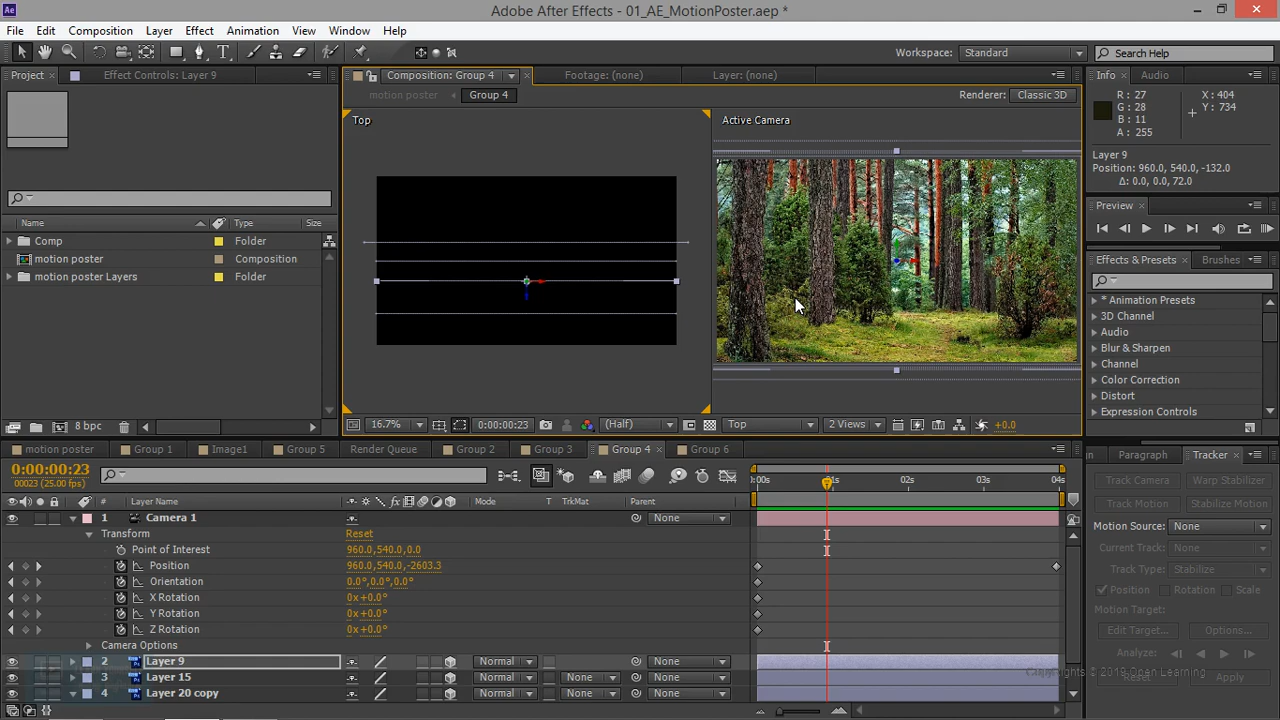 Adobe After Effects - 01_AE_MotionPoster.aep *
File Edit Composition Layer Effect Animation View Window Help
Workspace: Standard Search Help
Project Effect Controls: Layer 9
Composition: Group 4 Footage: (none) Layer: (none)
Info Audio
motion poster Group 4 Renderer: Classic 3D
R : 27 X : 404
G : 28 Y : 734
B : 11
A : 255
Top Active Camera
Layer 9
Position: 960.0, 540.0, -132.0
Δ: 0.0, 0.0, 72.0
Preview
Name Type Size
Comp Folder
motion poster Composition
motion poster Layers Folder
Effects & Presets Brushes
* Animation Presets
3D Channel
Audio
Blur & Sharpen
Channel
Color Correction
Distort
Expression Controls
8 bpc
16.7% 0:00:00:23 (Half) Top 2 Views +0.0
motion poster Group 1 Image1 Group 5 Render Queue Group 2 Group 3 Group 4 Group 6
Paragraph Tracker
0:00:00:23
00023 (25.00 fps)
:00s 01s 02s 03s 04s
# Layer Name Mode T TrkMat Parent
1 Camera 1 None
Transform Reset
Point of Interest 960.0,540.0,0.0
Position 960.0,540.0,-2603.3
Orientation 0.0°,0.0°,0.0°
X Rotation 0x+0.0°
Y Rotation 0x+0.0°
Z Rotation 0x+0.0°
Camera Options
2 Layer 9 Normal None
3 Layer 15 Normal None None
4 Layer 20 copy Normal None None
Track Camera Warp Stabilizer
Track Motion Stabilize Motion
Motion Source: None
Current Track: None
Track Type: Stabilize
Position Rotation Scale
Motion Target:
Edit Target... Options...
Analyze:
Reset Apply
CopyRights © 2019 Open Learning